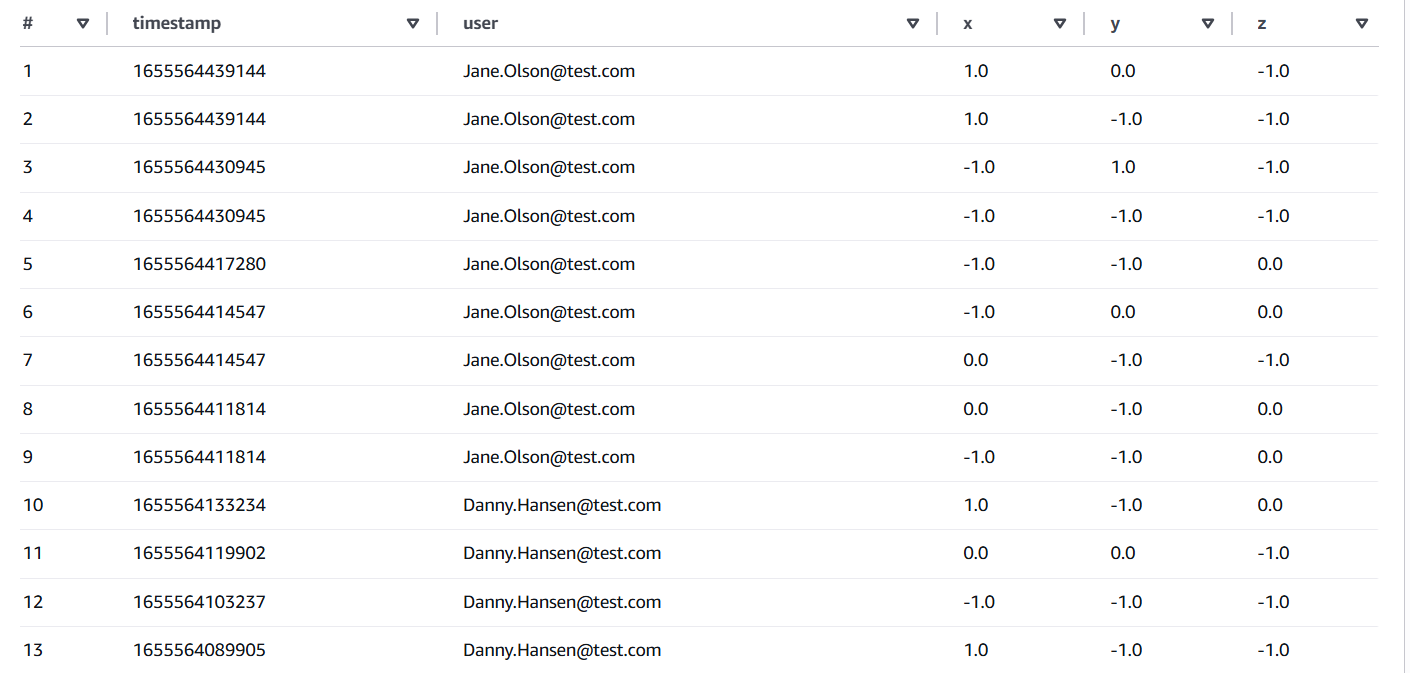 # timestamp user x y z
1 1655564439144 Jane.Olson@test.com 1.0 0.0 -1.0
2 1655564439144 Jane.Olson@test.com 1.0 -1.0 -1.0
3 1655564430945 Jane.Olson@test.com -1.0 1.0 -1.0
4 1655564430945 Jane.Olson@test.com -1.0 -1.0 -1.0
5 1655564417280 Jane.Olson@test.com -1.0 -1.0 0.0
6 1655564414547 Jane.Olson@test.com -1.0 0.0 0.0
7 1655564414547 Jane.Olson@test.com 0.0 -1.0 -1.0
8 1655564411814 Jane.Olson@test.com 0.0 -1.0 0.0
9 1655564411814 Jane.Olson@test.com -1.0 -1.0 0.0
10 1655564133234 Danny.Hansen@test.com 1.0 -1.0 0.0
11 1655564119902 Danny.Hansen@test.com 0.0 0.0 -1.0
12 1655564103237 Danny.Hansen@test.com -1.0 -1.0 -1.0
13 1655564089905 Danny.Hansen@test.com 1.0 -1.0 -1.0